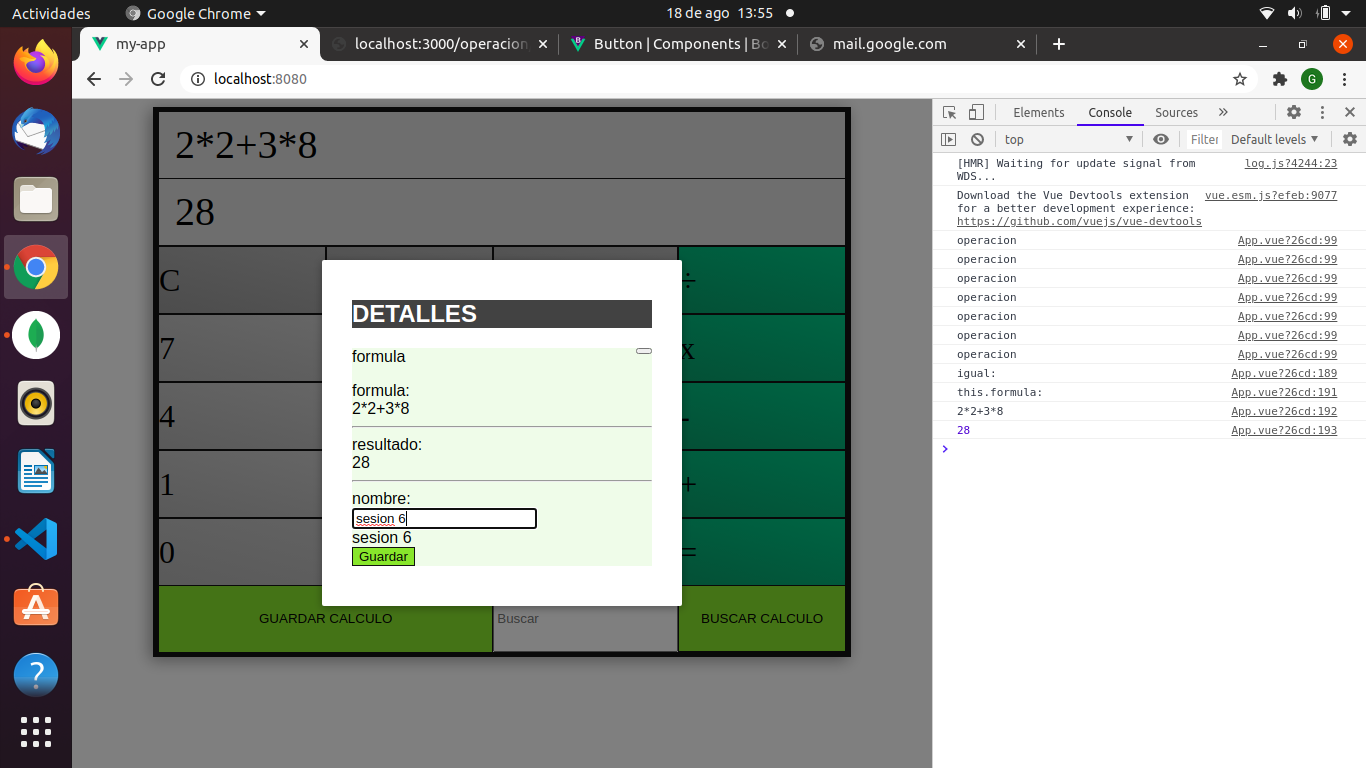 Actividades
Google Chrome
18 de ago 13:55
my-app
localhost:3000/operacion
Button | Components | Bo
mail.google.com
localhost:8080
G
Elements
Console
Sources
top
Filter
Default levels
2*2+3*8
28
C
÷
7
x
4
-
1
+
0
=
GUARDAR CALCULO
Buscar
BUSCAR CALCULO
DETALLES
formula
formula:
2*2+3*8
resultado:
28
nombre:
sesion 6
sesion 6
Guardar
[HMR] Waiting for update signal from WDS... log.js?4244:23
Download the Vue Devtools extension vue.esm.js?efeb:9077
for a better development experience:
https://github.com/vuejs/vue-devtools
operacion App.vue?26cd:99
operacion App.vue?26cd:99
operacion App.vue?26cd:99
operacion App.vue?26cd:99
operacion App.vue?26cd:99
operacion App.vue?26cd:99
operacion App.vue?26cd:99
igual: App.vue?26cd:189
this.formula: App.vue?26cd:191
2*2+3*8 App.vue?26cd:192
28 App.vue?26cd:193